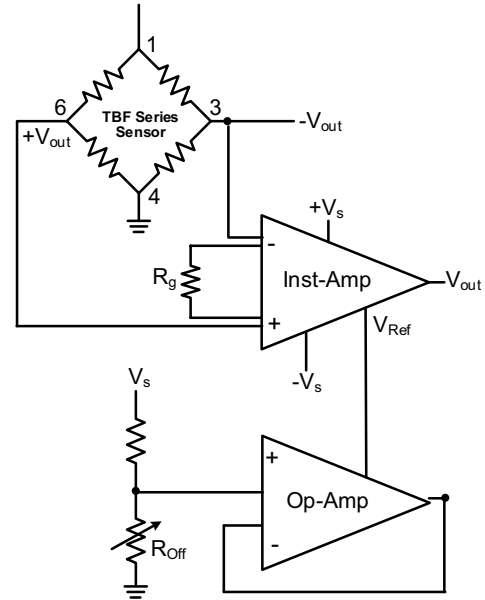 1
6
3
TBF Series
Sensor
+Vout
-Vout
4
+Vs
-
Rg
Inst-Amp
Vout
+
VRef
-Vs
Vs
+
Op-Amp
-
ROff